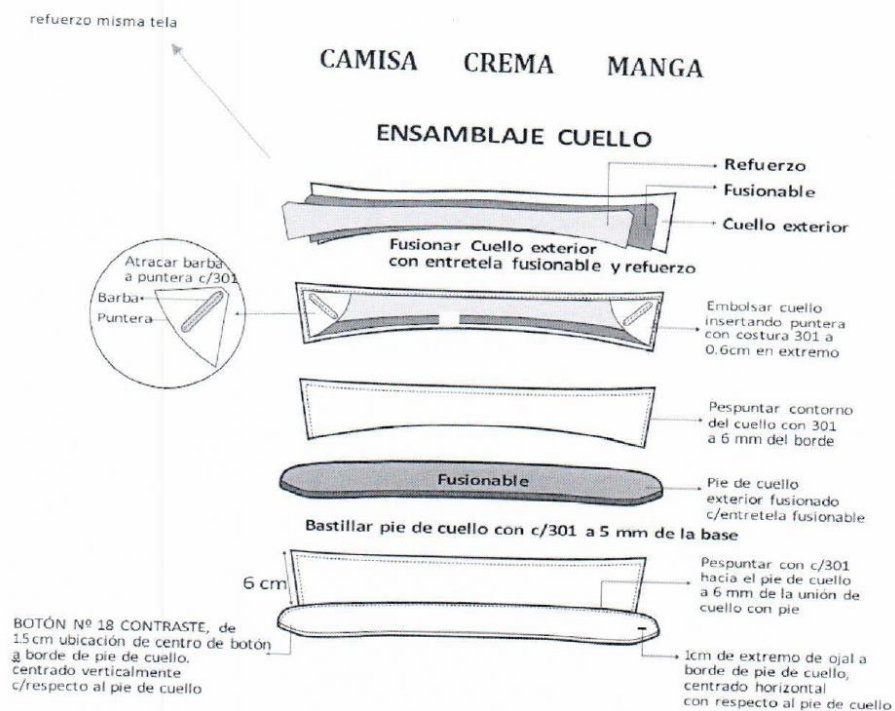 refuerzo misma tela
CAMISA CREMA MANGA
ENSAMBLAJE CUELLO
Refuerzo
Fusionable
Cuello exterior
Fusionar Cuello exterior
con entretela fusionable y refuerzo
Atracar barba
a puntera c/301
Barba
Puntera
Embolsar cuello
insertando puntera
con costura 301 a
0.6cm en extremo
Pespuntar contorno
del cuello con 301
a 6 mm del borde
Fusionable
Pie de cuello
exterior fusionado
c/entretela fusionable
Bastillar pie de cuello con c/301 a 5 mm de la base
6 cm
Pespuntar con c/301
hacia el pie de cuello
a 6 mm de la unión de
cuello con pie
BOTÓN Nº 18 CONTRASTE, de
15cm ubicación de centro de botón
a borde de pie de cuello.
centrado verticalmente
c/respecto al pie de cuello
1cm de extremo de ojal a
borde de pie de cuello,
centrado horizontal
con respecto al pie de cuello